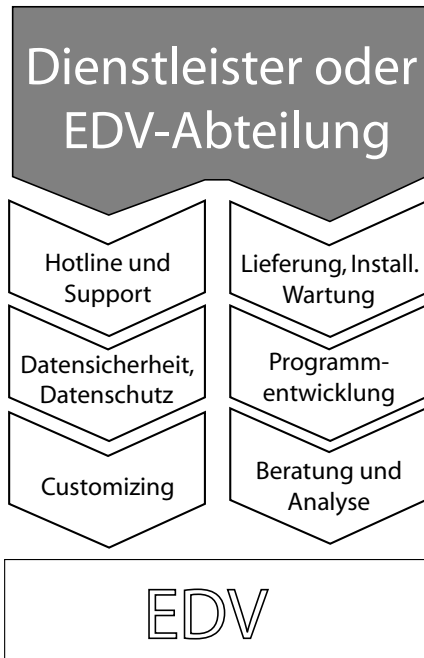 Dienstleister oder
EDV-Abteilung
Hotline und
Support
Lieferung, Install.
Wartung
Datensicherheit,
Datenschutz
Programm-
entwicklung
Customizing
Beratung und
Analyse
EDV